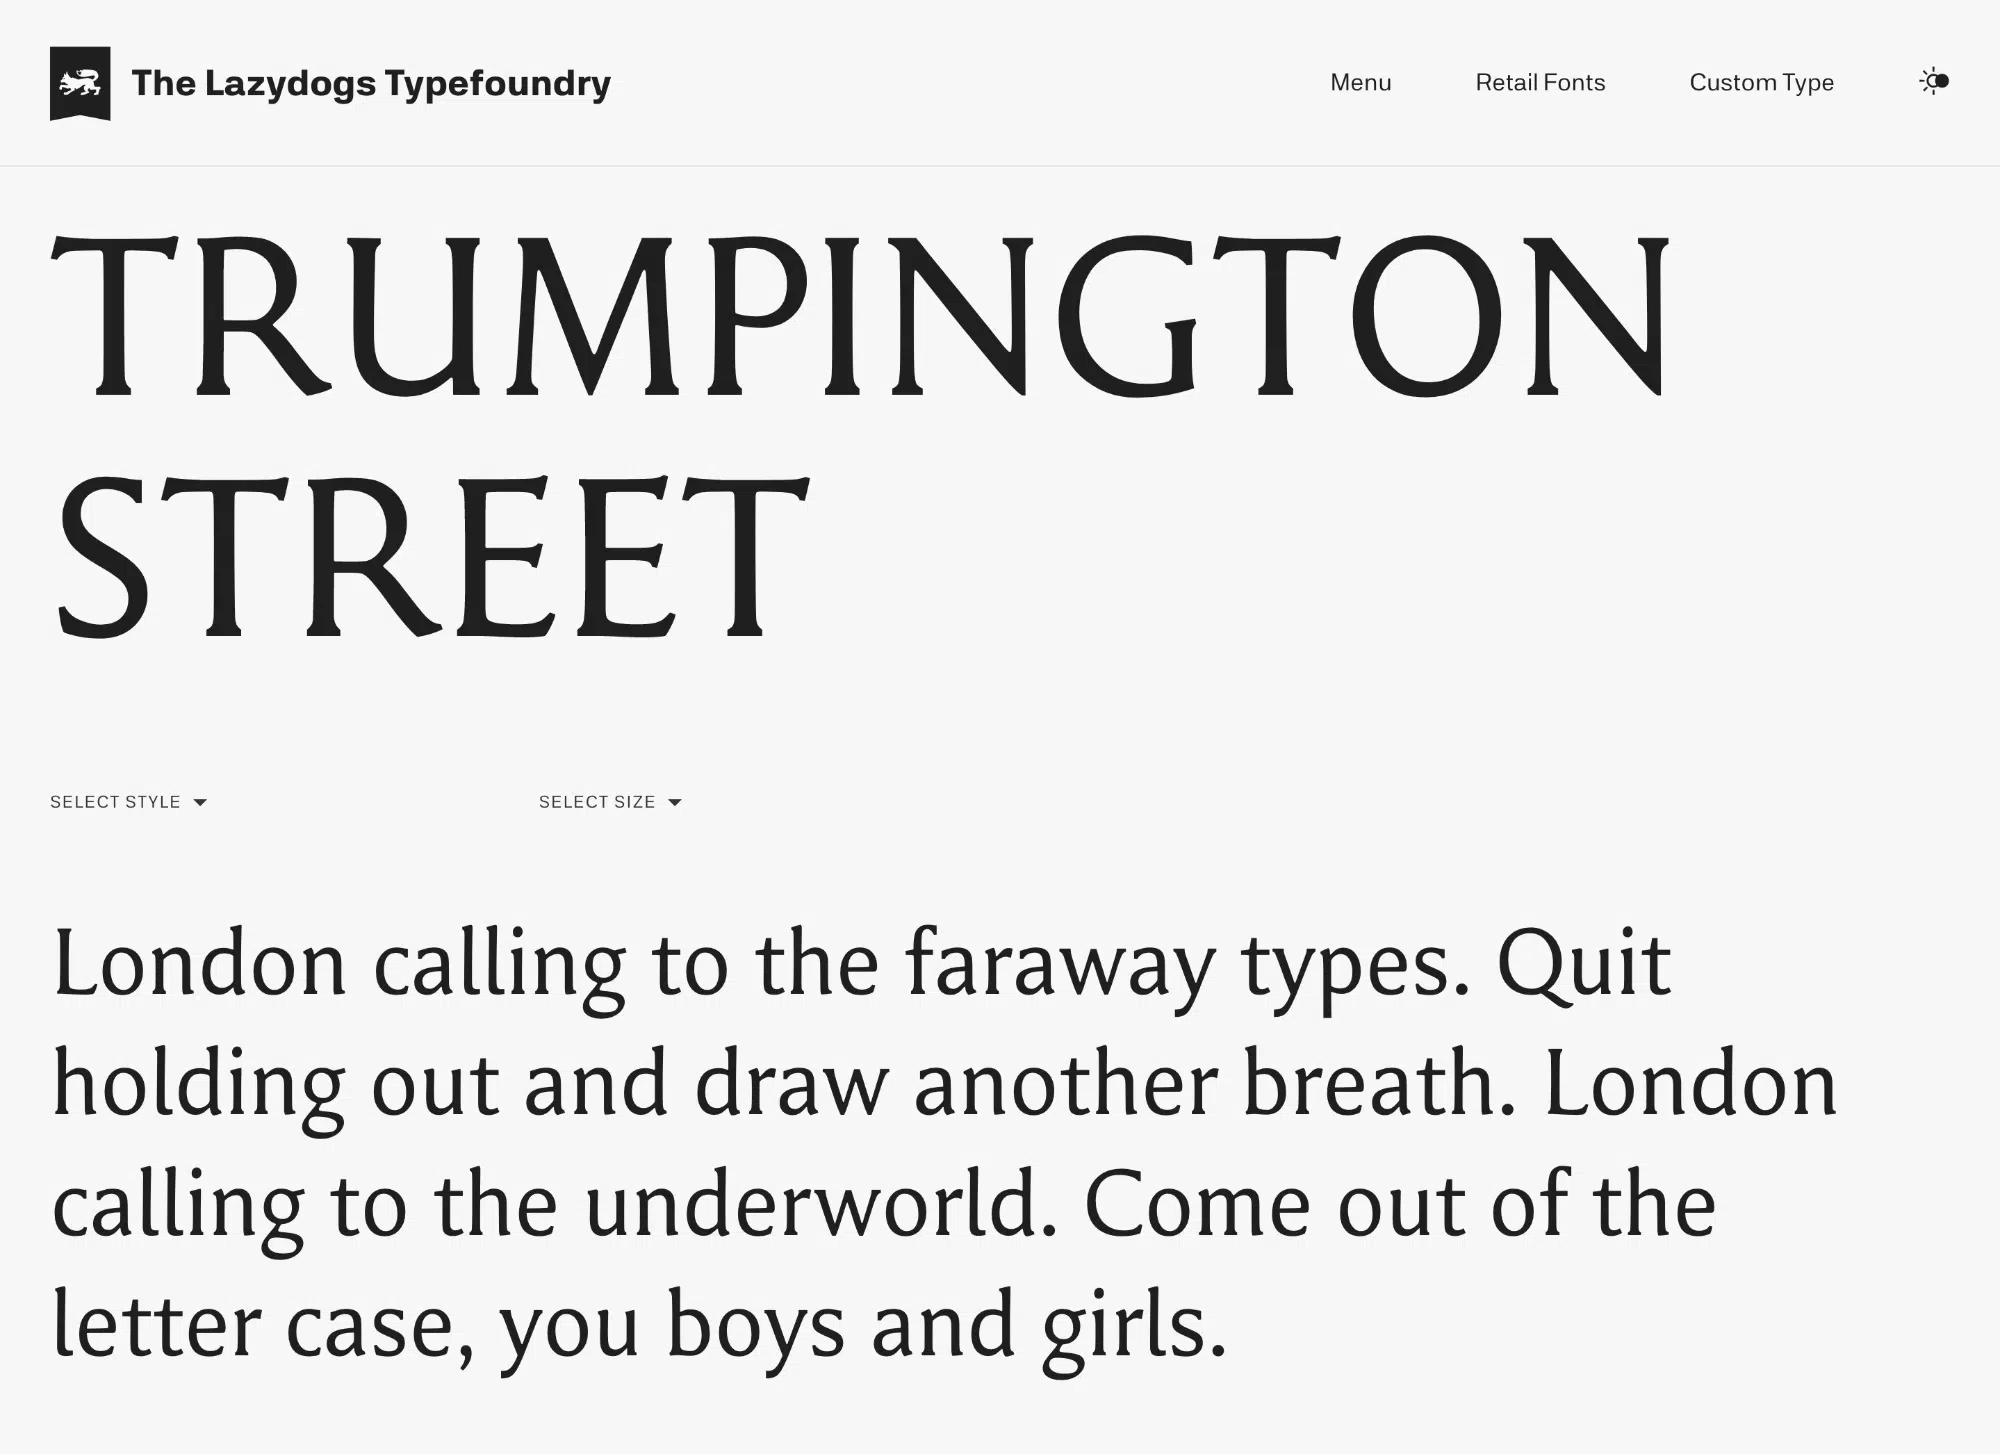 The Lazydogs Typefoundry
Menu
Retail Fonts
Custom Type
TRUMPINGTON
STREET
SELECT STYLE
SELECT SIZE
London calling to the faraway types. Quit
holding out and draw another breath. London
calling to the underworld. Come out of the
letter case, you boys and girls.